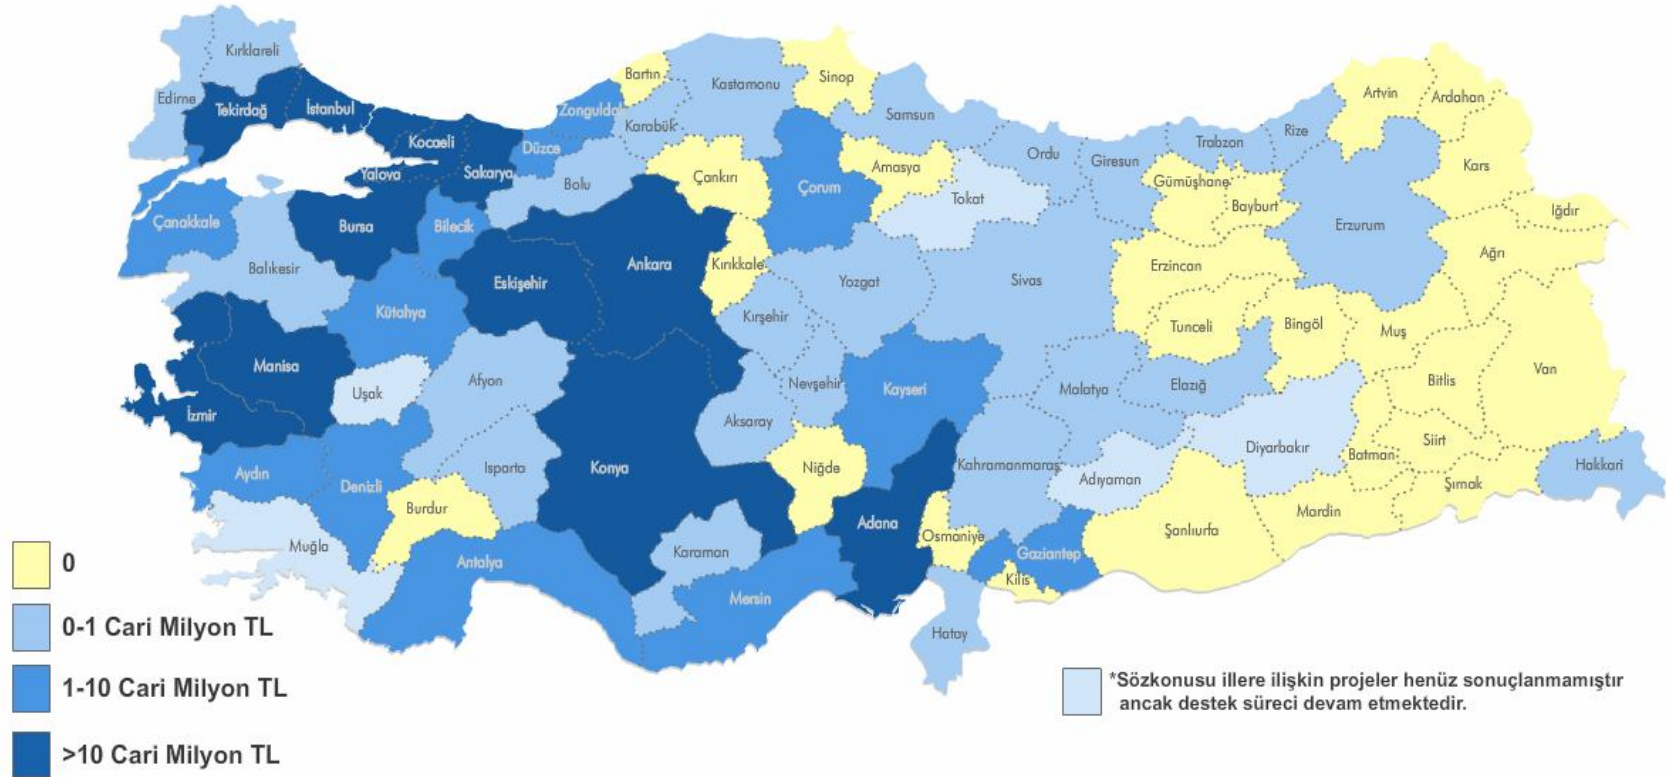 Kırklareli
Edirne
Tekirdağ
İstanbul
Kocaeli
Yalova
Sakarya
Düzce
Zonguldak
Bartın
Karabük
Kastamonu
Sinop
Samsun
Bolu
Çankırı
Çorum
Amasya
Tokat
Ordu
Giresun
Trabzon
Rize
Artvin
Ardahan
Kars
Gümüşhane
Bayburt
Erzurum
Iğdır
Ağrı
Çanakkale
Balıkesir
Bursa
Bilecik
Eskişehir
Ankara
Kırıkkale
Yozgat
Sivas
Erzincan
Tunceli
Bingöl
Muş
Bitlis
Van
Kütahya
Kırşehir
Manisa
Uşak
Afyon
Nevşehir
Kayseri
Malatya
Elazığ
İzmir
Aksaray
Aydın
Denizli
Isparta
Konya
Niğde
Kahramanmaraş
Adıyaman
Diyarbakır
Batman
Siirt
Şırnak
Hakkari
Burdur
Adana
Osmaniye
Gaziantep
Şanlıurfa
Mardin
Muğla
Antalya
Karaman
Mersin
Kilis
Hatay
0
0-1 Cari Milyon TL
1-10 Cari Milyon TL
>10 Cari Milyon TL
*Sözkonusu illere ilişkin projeler henüz sonuçlanmamıştır
ancak destek süreci devam etmektedir.